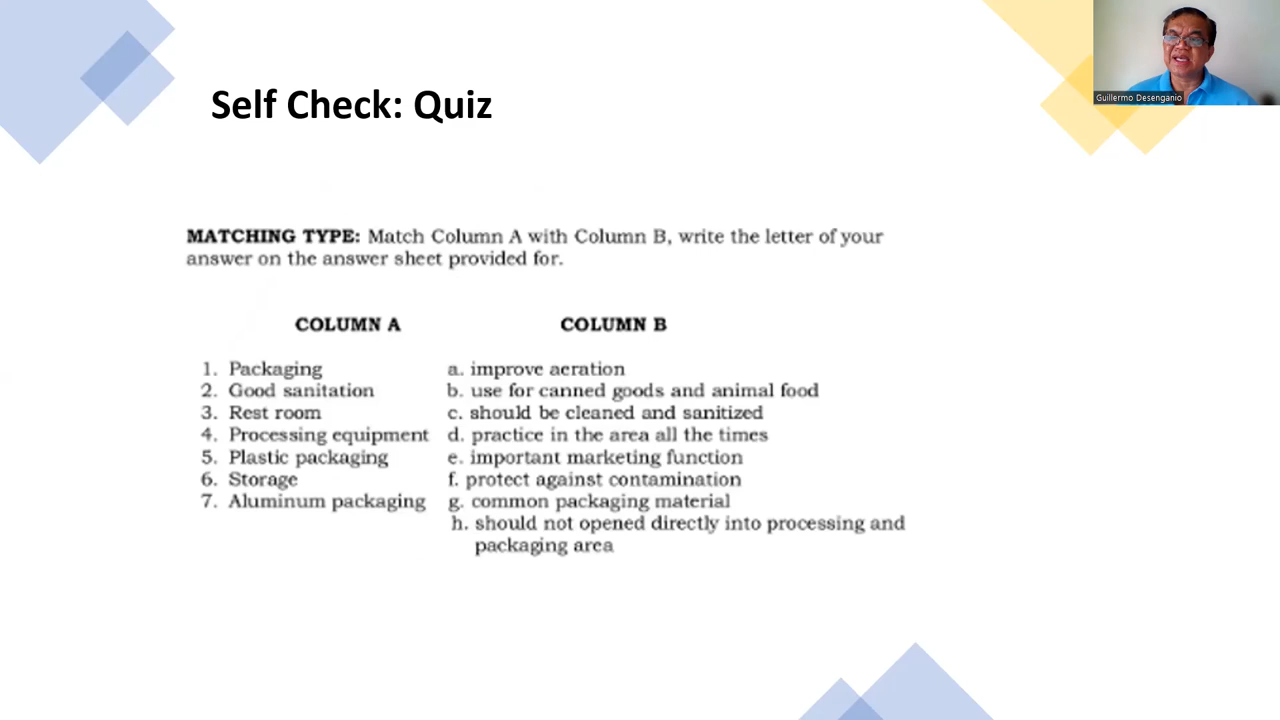 Guillermo Desenganio
Self Check: Quiz
MATCHING TYPE: Match Column A with Column B, write the letter of your
answer on the answer sheet provided for.
COLUMN A
COLUMN B
1. Packaging
2. Good sanitation
3. Rest room
4. Processing equipment
5. Plastic packaging
6. Storage
7. Aluminum packaging
a. improve aeration
b. use for canned goods and animal food
c. should be cleaned and sanitized
d. practice in the area all the times
e. important marketing function
f. protect against contamination
g. common packaging material
h. should not opened directly into processing and
packaging area